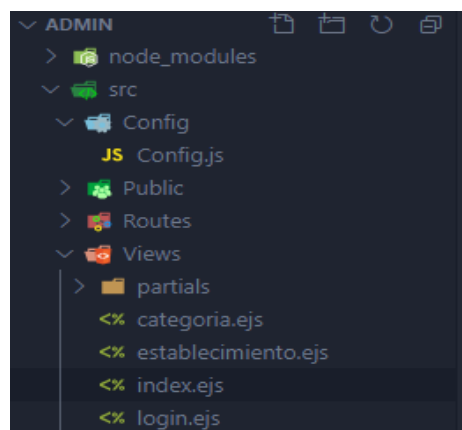 ADMIN
node_modules
src
Config
JS Config.js
Public
Routes
Views
partials
<% categoria.ejs
<% establecimiento.ejs
<% index.ejs
<% login.ejs